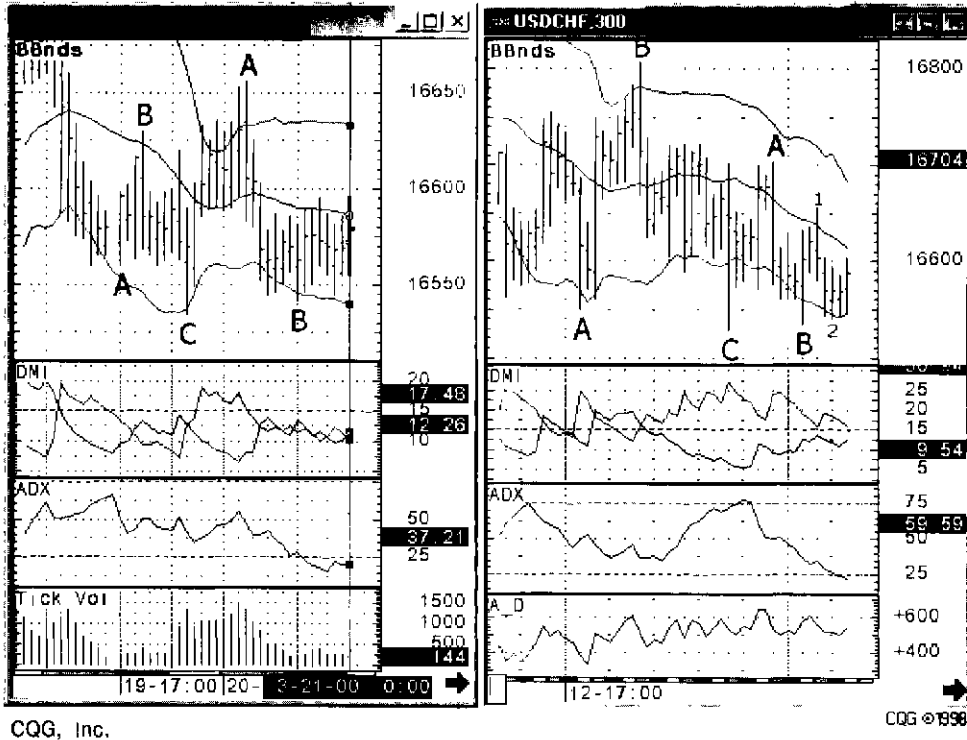 BBnds
A
B
A
C
B
16650
16600
16550
DMI
20
17.48
15
12.26
10
ADX
50
37.21
25
Tick Vol
1500
1000
500
144
19-17:00
20-
3-21-00
0:00
CQG, Inc.
USDCHF,300
BBnds
B
A
1
A
C
B
2
16800
16704
16600
DMI
25
20
15
9.54
5
ADX
75
59.59
50
25
A_D
+600
+400
12-17:00
CQG ©1998